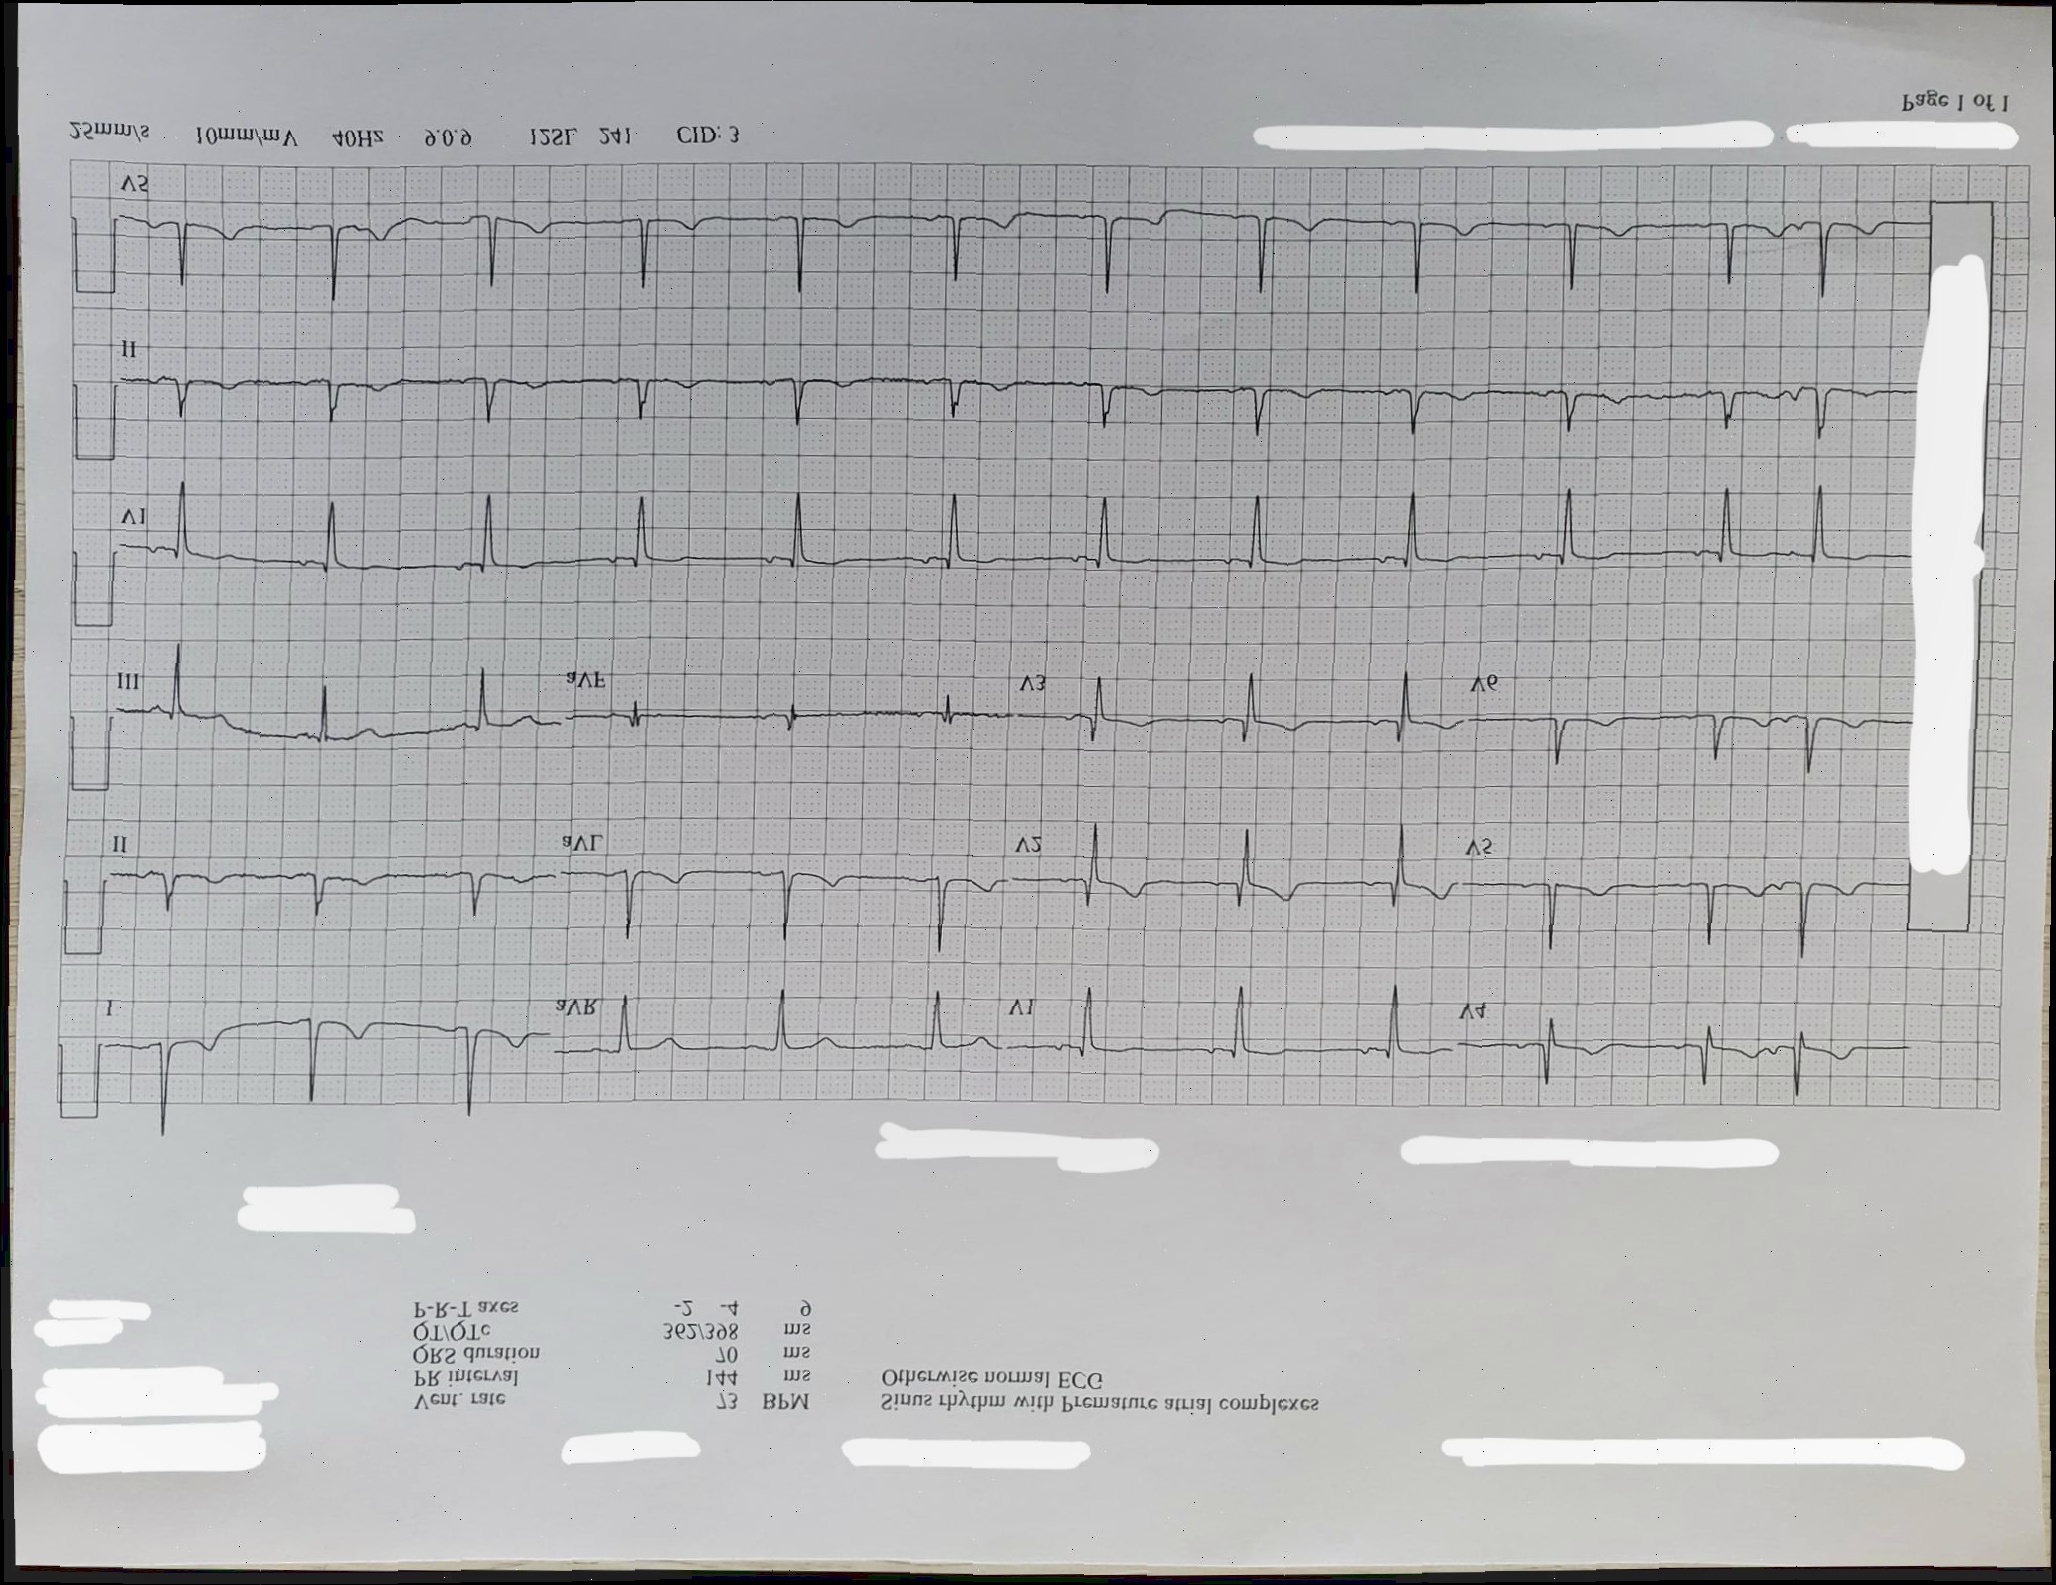 Vent. rate 73 BPM Sinus rhythm with Premature atrial complexes
PR interval 144 ms Otherwise normal ECG
QRS duration 70 ms
QT/QTc 362/398 ms
P-R-T axes -2 -4 9
I aVR V1 V4
II aVL V2 V5
III aVF V3 V6
V1
II
V5
25mm/s 10mm/mV 40Hz 9.0.9 12SL 241 CID: 3
Page 1 of 1